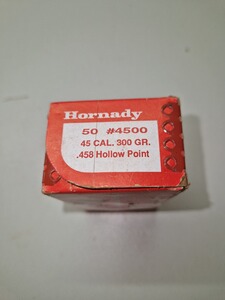 Hornady
50 #4500
45 CAL. 300 GR.
.458 Hollow Point